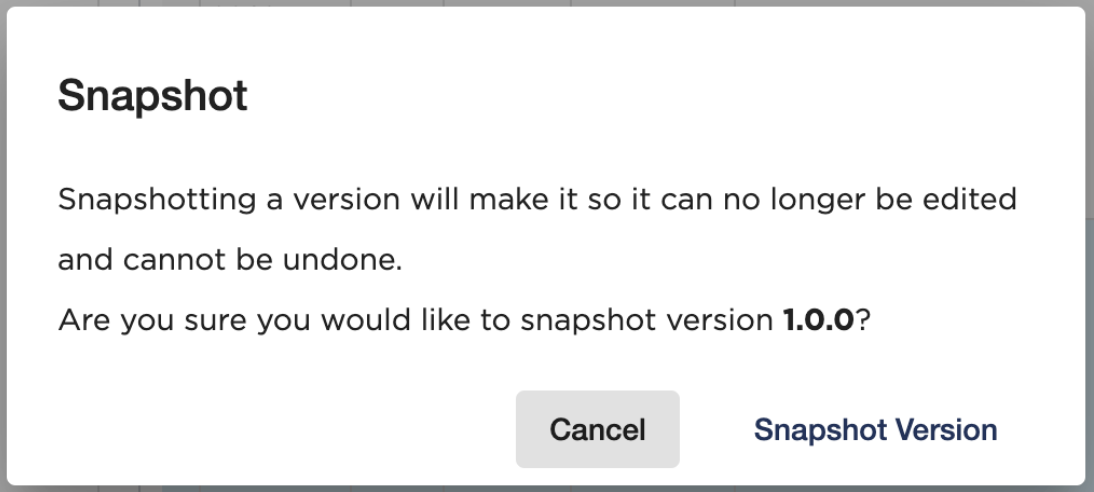 Snapshot
Snapshotting a version will make it so it can no longer be edited
and cannot be undone.
Are you sure you would like to snapshot version 1.0.0?
Cancel
Snapshot Version